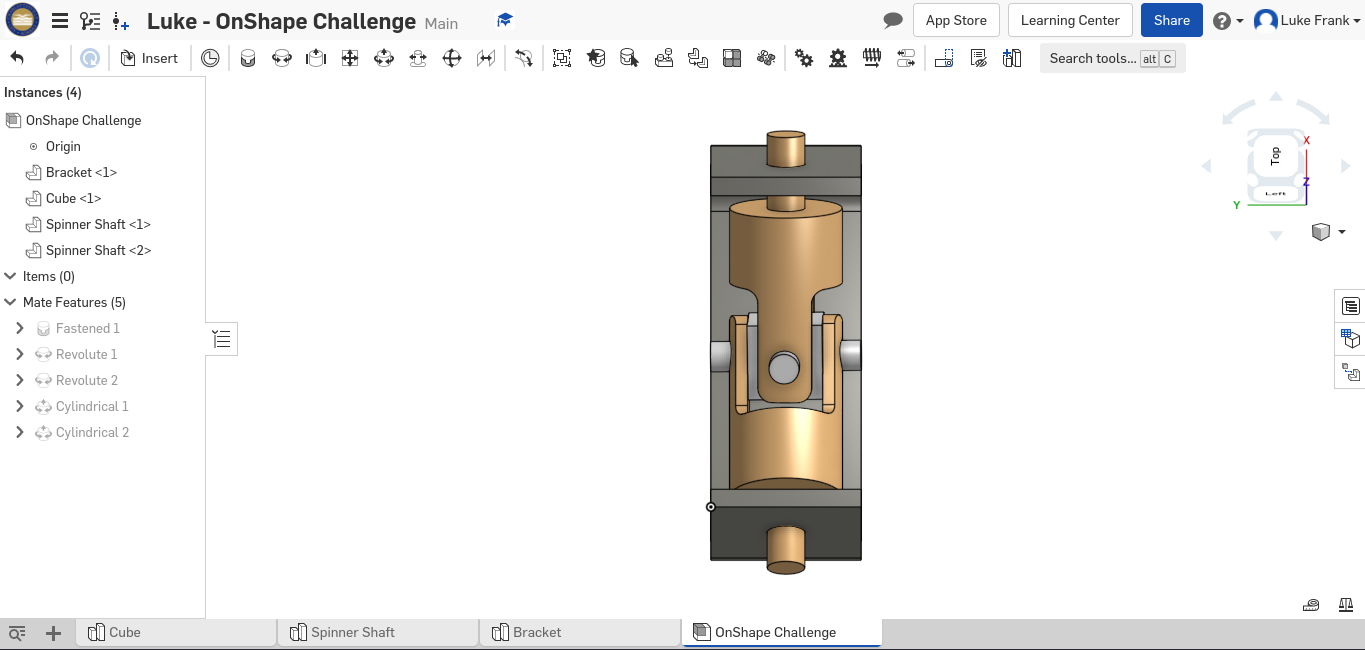 Luke - OnShape Challenge Main
App Store
Learning Center
Share
Luke Frank
Insert
Search tools... alt C
Instances (4)
OnShape Challenge
Origin
Bracket <1>
Cube <1>
Spinner Shaft <1>
Spinner Shaft <2>
Items (0)
Mate Features (5)
Fastened 1
Revolute 1
Revolute 2
Cylindrical 1
Cylindrical 2
X
Top
Z
Left
Y
Cube
Spinner Shaft
Bracket
OnShape Challenge